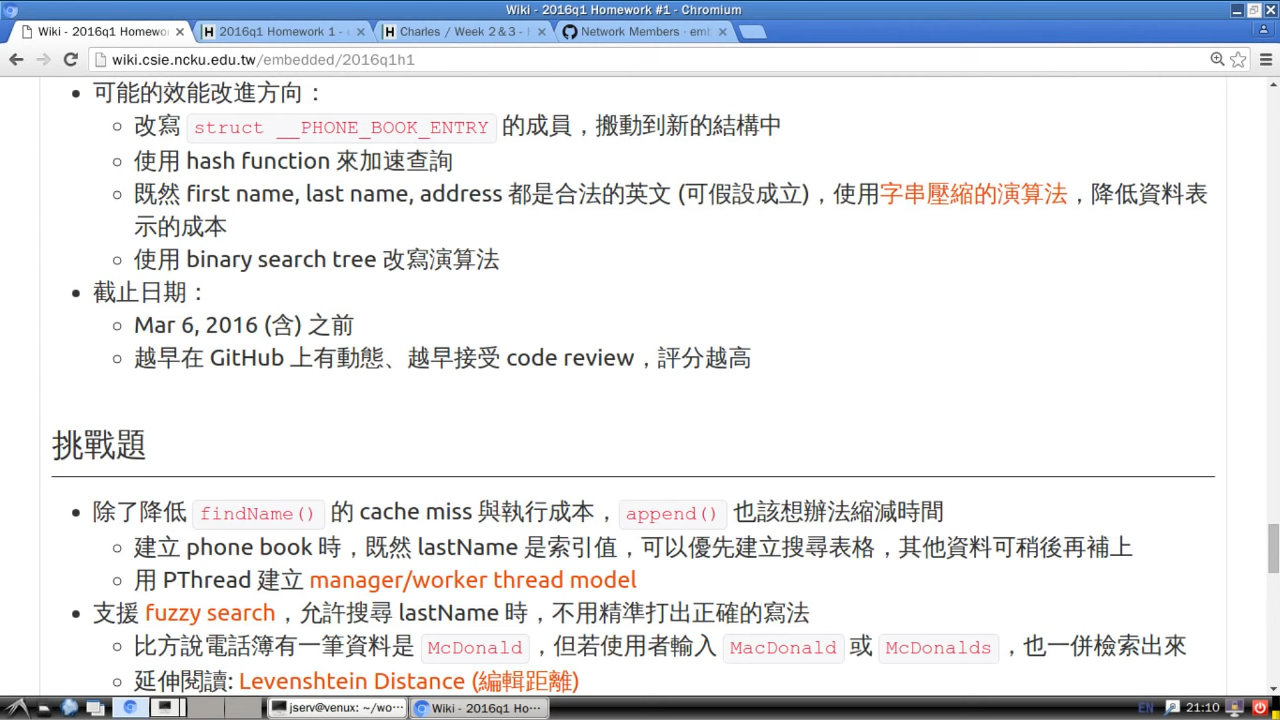 Wiki - 2016q1 Homework #1 - Chromium
Wiki - 2016q1 Homewo
2016q1 Homework 1 -
Charles / Week 2&3 -
Network Members · em
wiki.csie.ncku.edu.tw/embedded/2016q1h1
可能的效能改進方向：
改寫 struct __PHONE_BOOK_ENTRY 的成員，搬動到新的結構中
使用 hash function 來加速查詢
既然 first name, last name, address 都是合法的英文 (可假設成立)，使用字串壓縮的演算法，降低資料表
示的成本
使用 binary search tree 改寫演算法
截止日期：
Mar 6, 2016 (含) 之前
越早在 GitHub 上有動態、越早接受 code review，評分越高
挑戰題
除了降低 findName() 的 cache miss 與執行成本，append() 也該想辦法縮減時間
建立 phone book 時，既然 lastName 是索引值，可以優先建立搜尋表格，其他資料可稍後再補上
用 PThread 建立 manager/worker thread model
支援 fuzzy search，允許搜尋 lastName 時，不用精準打出正確的寫法
比方說電話簿有一筆資料是 McDonald，但若使用者輸入 MacDonald 或 McDonalds，也一併檢索出來
延伸閱讀: Levenshtein Distance (編輯距離)
jserv@venux: ~/wo···
Wiki - 2016q1 Ho···
EN
21:10